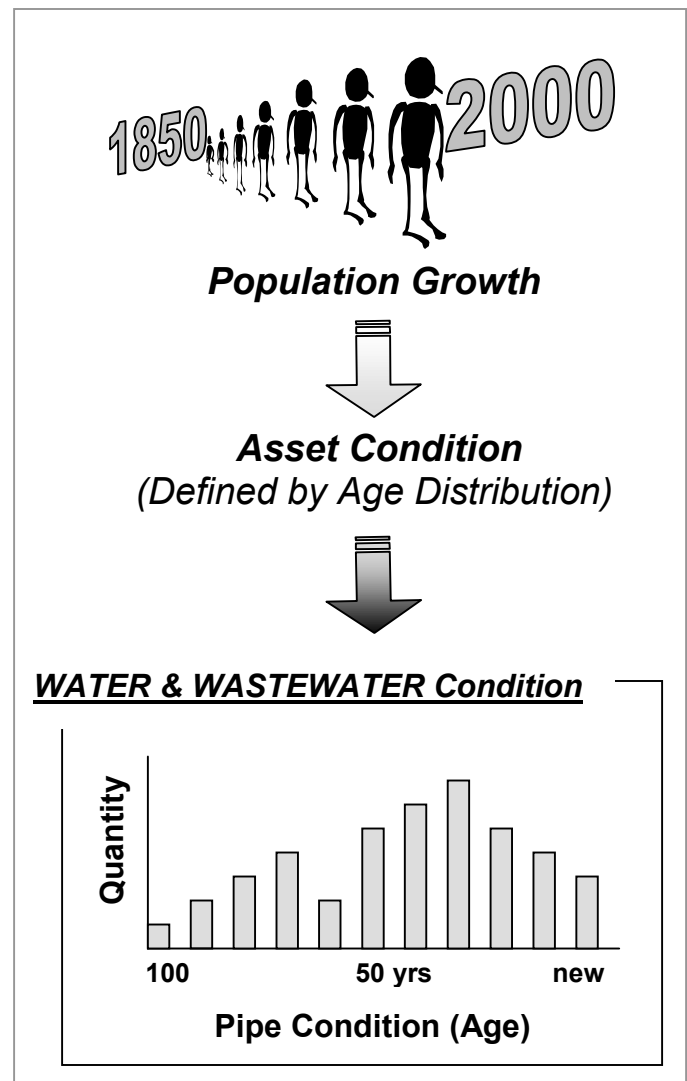 1850 2000
Population Growth
Asset Condition
(Defined by Age Distribution)
WATER & WASTEWATER Condition
Quantity
100 50 yrs new
Pipe Condition (Age)